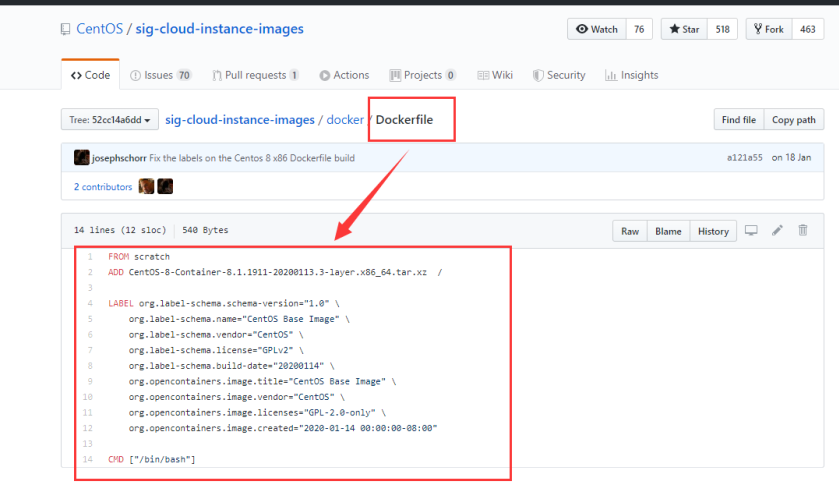 CentOS / sig-cloud-instance-images Watch 76 Star 518 Fork 463
Code Issues 70 Pull requests 1 Actions Projects 0 Wiki Security Insights
Tree: 52cc14a6dd sig-cloud-instance-images / docker / Dockerfile Find file Copy path
josephschorr Fix the labels on the Centos 8 x86 Dockerfile build a121a55 on 18 Jan
2 contributors
14 lines (12 sloc) 540 Bytes Raw Blame History
1 FROM scratch
2 ADD CentOS-8-Container-8.1.1911-20200113.3-layer.x86_64.tar.xz /
3
4 LABEL org.label-schema.schema-version="1.0" \
5 org.label-schema.name="CentOS Base Image" \
6 org.label-schema.vendor="CentOS" \
7 org.label-schema.license="GPLv2" \
8 org.label-schema.build-date="20200114" \
9 org.opencontainers.image.title="CentOS Base Image" \
10 org.opencontainers.image.vendor="CentOS" \
11 org.opencontainers.image.licenses="GPL-2.0-only" \
12 org.opencontainers.image.created="2020-01-14 00:00:00-08:00"
13
14 CMD ["/bin/bash"]